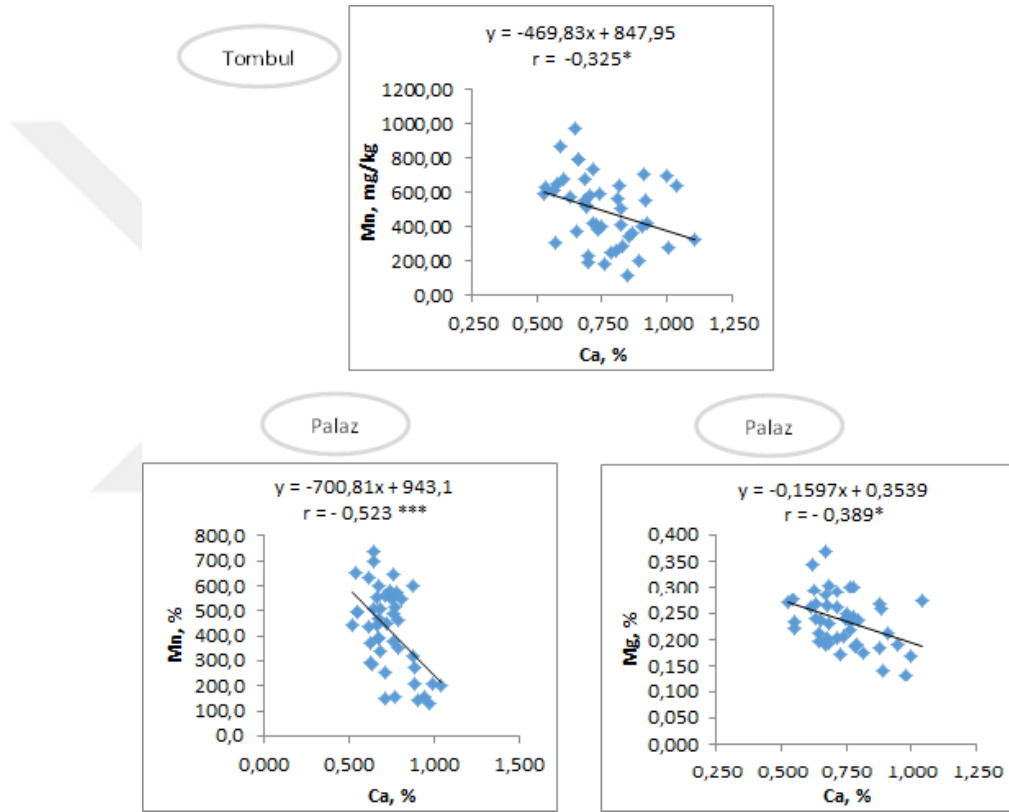 Tombul
y = -469,83x + 847,95
r = -0,325*
1200,00
1000,00
800,00
600,00
400,00
200,00
0,00
Mn, mg/kg
0,250 0,500 0,750 1,000 1,250
Ca, %
Palaz
y = -700,81x + 943,1
r = - 0,523 ***
800,0
700,0
600,0
500,0
400,0
300,0
200,0
100,0
0,0
Mn, %
0,000 0,500 1,000 1,500
Ca, %
Palaz
y = -0,1597x + 0,3539
r = - 0,389*
0,400
0,350
0,300
0,250
0,200
0,150
0,100
0,050
0,000
Mg, %
0,250 0,500 0,750 1,000 1,250
Ca, %